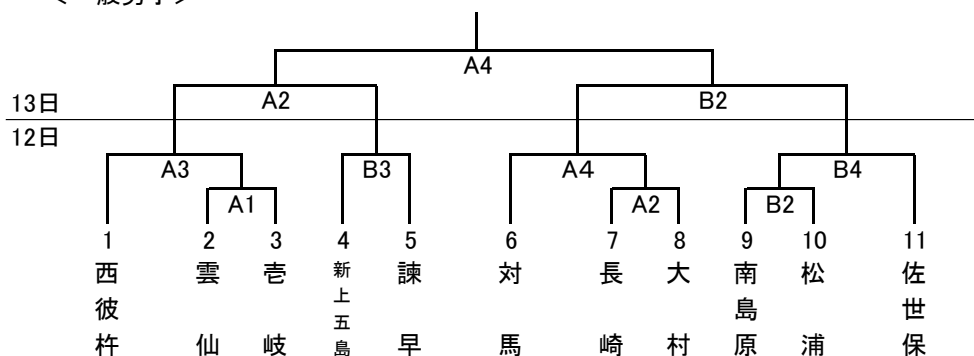 <一般男子>
A4
A2 B2
13日
12日
A3 B3 A4 B4
A1 A2 B2
1 2 3 4 5 6 7 8 9 10 11
西彼杵
雲仙
壱岐
新上五島
諫早
対馬
長崎
大村
南島原
松浦
佐世保